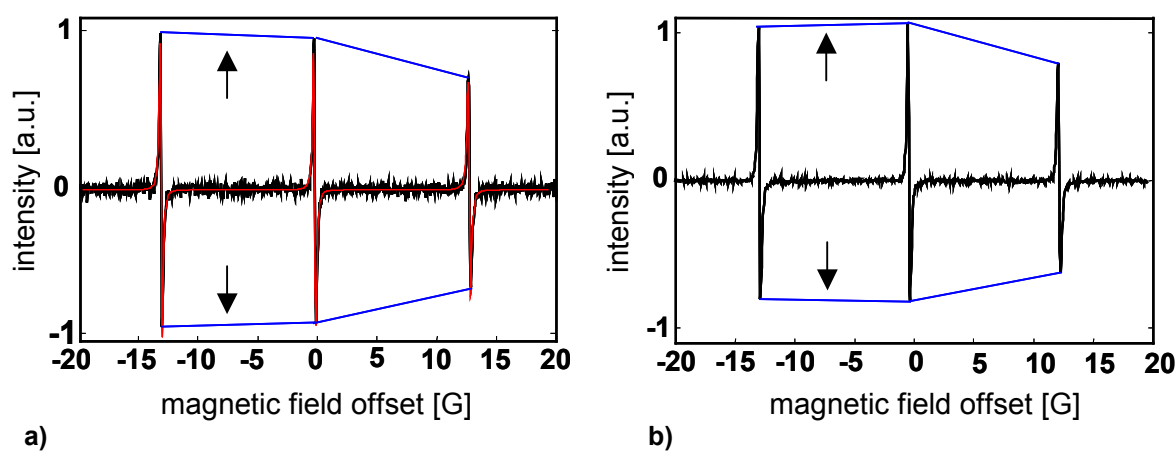 1
0
-1
-20 -15 -10 -5 0 5 10 15 20
intensity [a.u.]
magnetic field offset [G]
a)
1
0
-1
-20 -15 -10 -5 0 5 10 15 20
intensity [a.u.]
magnetic field offset [G]
b)